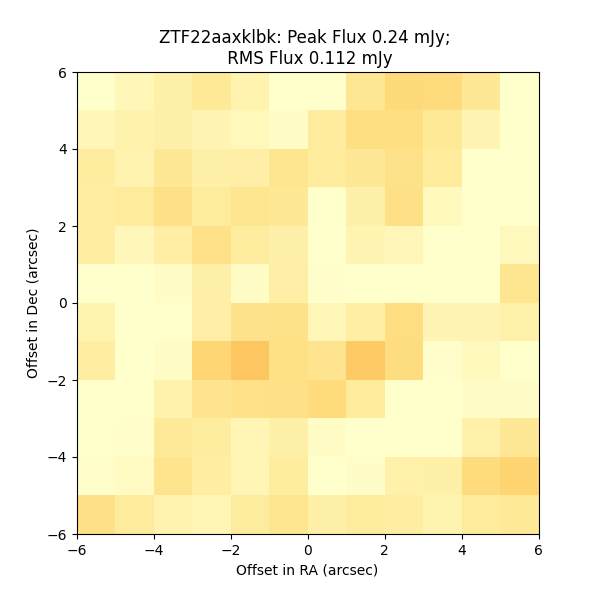 ZTF22aaxklbk: Peak Flux 0.24 mJy;
RMS Flux 0.112 mJy
6
4
2
0
−2
−4
−6
Offset in Dec (arcsec)
−6 −4 −2 0 2 4 6
Offset in RA (arcsec)